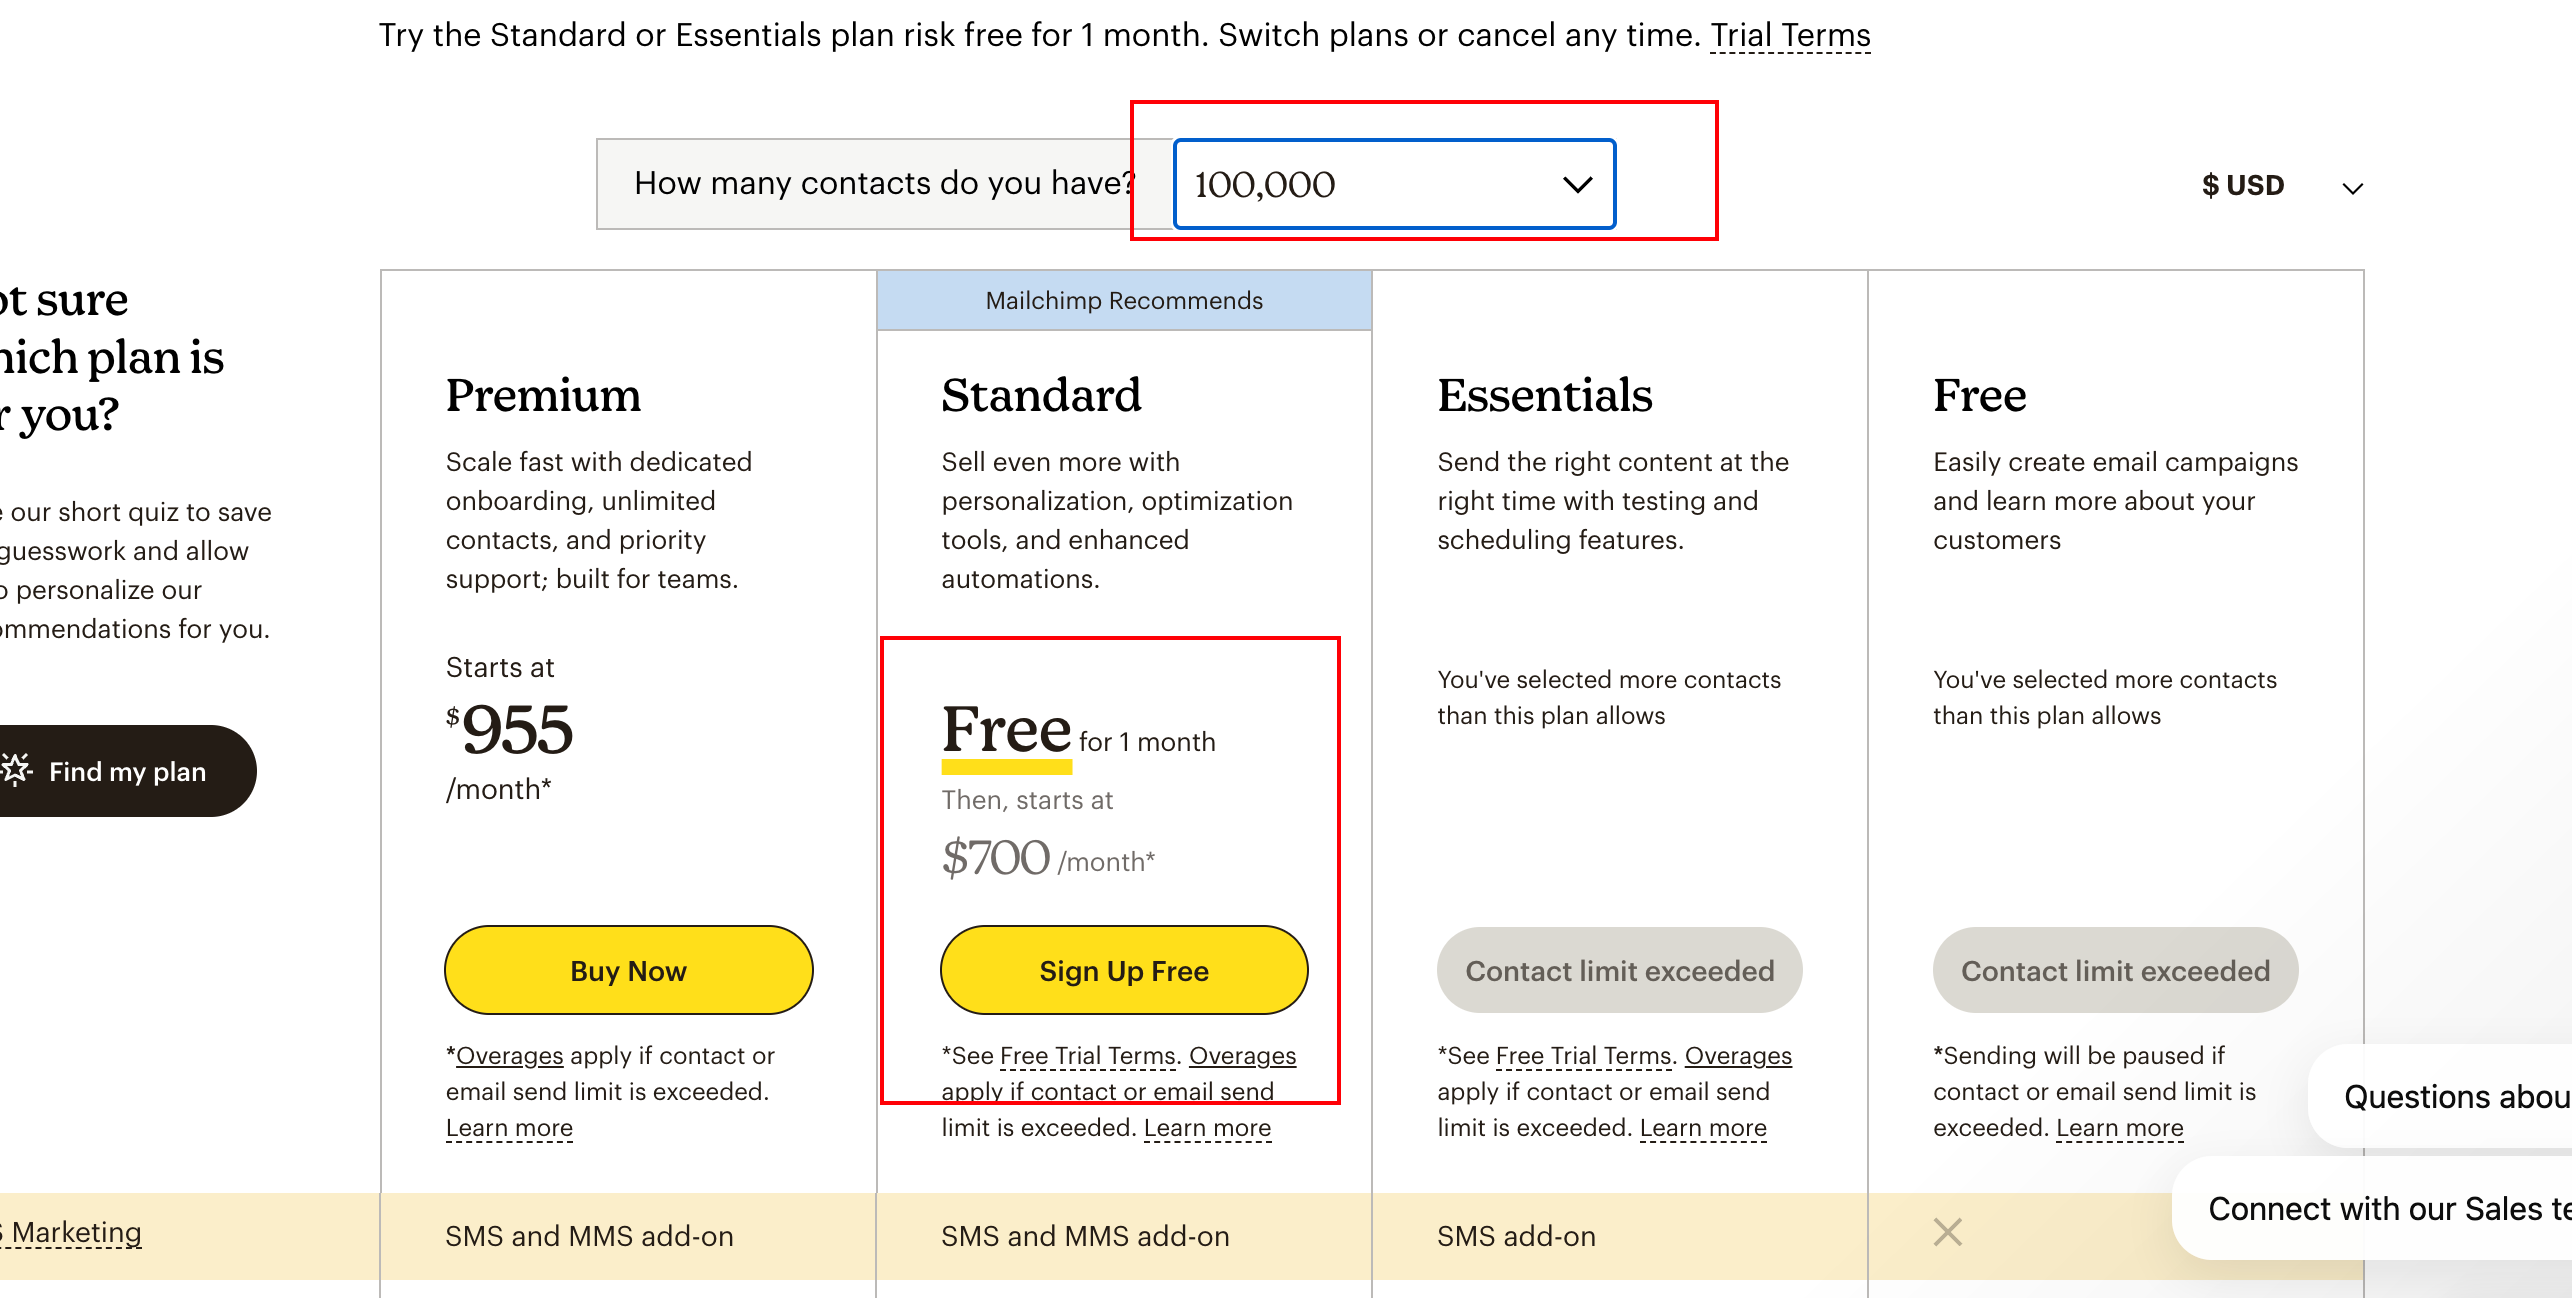 Try the Standard or Essentials plan risk free for 1 month. Switch plans or cancel any time. Trial Terms
How many contacts do you have?
100,000
$ USD
sure
plan is
you?
our short quiz to save
guesswork and allow
personalize our
for you.
Find my plan
Premium
Scale fast with dedicated
onboarding, unlimited
contacts, and priority
support; built for teams.
Starts at
$955
/month*
Buy Now
*Overages apply if contact or
email send limit is exceeded.
Learn more
Mailchimp Recommends
Standard
Sell even more with
personalization, optimization
tools, and enhanced
automations.
Free for 1 month
Then, starts at
$700 /month*
Sign Up Free
*See Free Trial Terms. Overages
apply if contact or email send
limit is exceeded. Learn more
Essentials
Send the right content at the
right time with testing and
scheduling features.
You've selected more contacts
than this plan allows
Contact limit exceeded
*See Free Trial Terms. Overages
apply if contact or email send
limit is exceeded. Learn more
Free
Easily create email campaigns
and learn more about your
customers
You've selected more contacts
than this plan allows
Contact limit exceeded
*Sending will be paused if
contact or email send limit is
exceeded. Learn more
Questions
Connect with our Sales
Marketing
SMS and MMS add-on
SMS and MMS add-on
SMS add-on